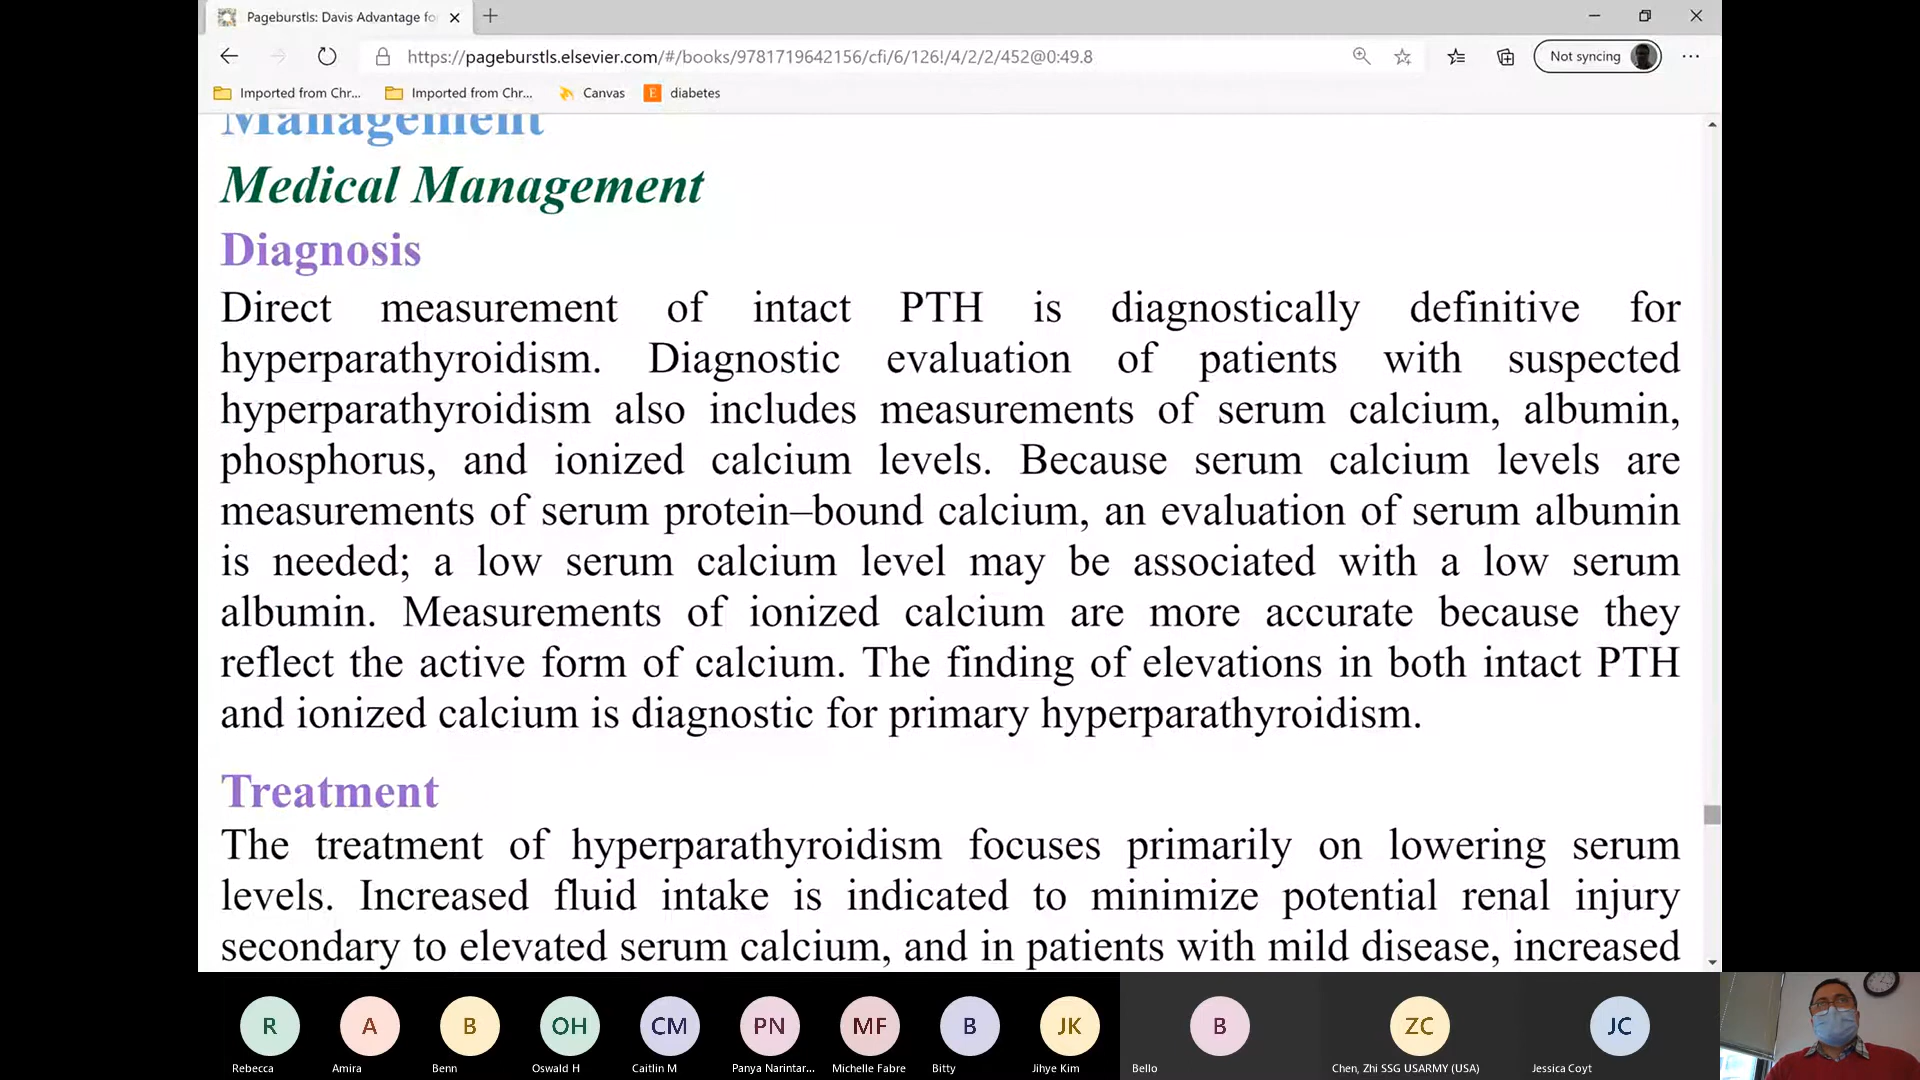 Pageburstls: Davis Advantage fo
https://pageburstls.elsevier.com/#/books/9781719642156/cfi/6/126!/4/2/2/452@0:49.8
Not syncing
Imported from Chr... Imported from Chr... Canvas E diabetes
Management
Medical Management
Diagnosis
Direct measurement of intact PTH is diagnostically definitive for
hyperparathyroidism. Diagnostic evaluation of patients with suspected
hyperparathyroidism also includes measurements of serum calcium, albumin,
phosphorus, and ionized calcium levels. Because serum calcium levels are
measurements of serum protein–bound calcium, an evaluation of serum albumin
is needed; a low serum calcium level may be associated with a low serum
albumin. Measurements of ionized calcium are more accurate because they
reflect the active form of calcium. The finding of elevations in both intact PTH
and ionized calcium is diagnostic for primary hyperparathyroidism.
Treatment
The treatment of hyperparathyroidism focuses primarily on lowering serum
levels. Increased fluid intake is indicated to minimize potential renal injury
secondary to elevated serum calcium, and in patients with mild disease, increased
R A B OH CM PN MF B JK B ZC JC
Rebecca Amira Benn Oswald H Caitlin M Panya Narintar... Michelle Fabre Bitty Jihye Kim Bello Chen, Zhi SSG USARMY (USA) Jessica Coyt